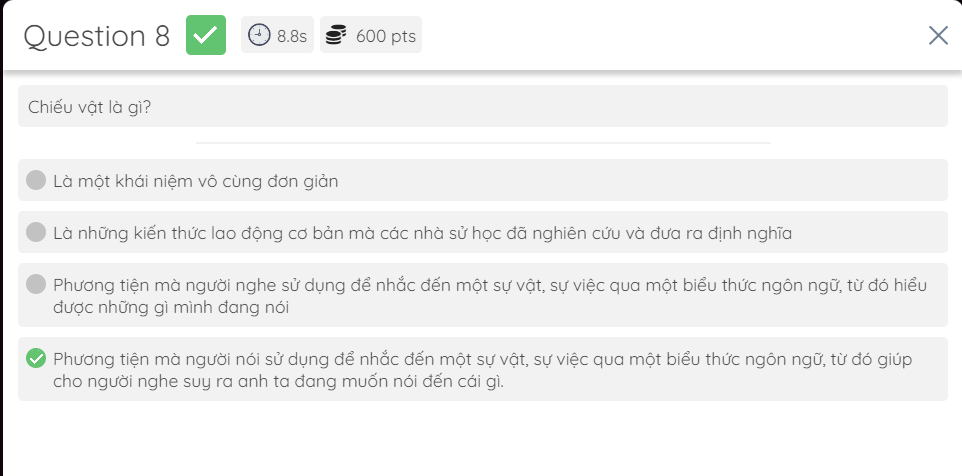 Question 8
8.8s
600 pts
Chiếu vật là gì?
Là một khái niệm vô cùng đơn giản
Là những kiến thức lao động cơ bản mà các nhà sử học đã nghiên cứu và đưa ra định nghĩa
Phương tiện mà người nghe sử dụng để nhắc đến một sự vật, sự việc qua một biểu thức ngôn ngữ, từ đó hiểu
được những gì mình đang nói
Phương tiện mà người nói sử dụng để nhắc đến một sự vật, sự việc qua một biểu thức ngôn ngữ, từ đó giúp
cho người nghe suy ra anh ta đang muốn nói đến cái gì.